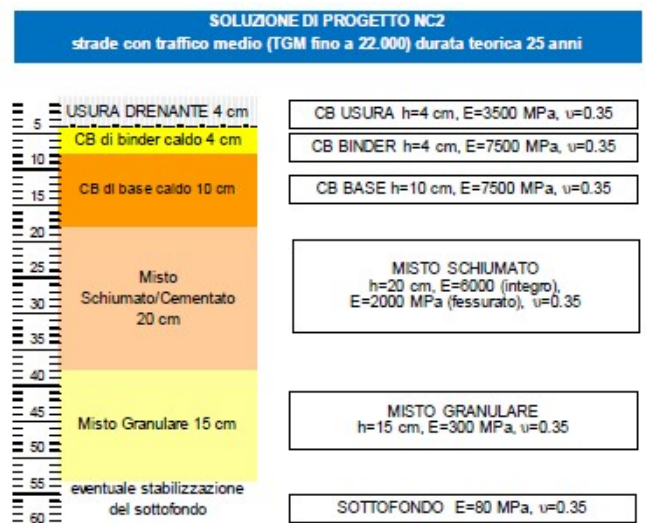 SOLUZIONE DI PROGETTO NC2
strade con traffico medio (TGM fino a 22.000) durata teorica 25 anni
5
10
15
20
25
30
35
40
45
50
55
60
USURA DRENANTE 4 cm
CB di binder caldo 4 cm
CB di base caldo 10 cm
Misto
Schiumato/Cementato
20 cm
Misto Granulare 15 cm
eventuale stabilizzazione
del sottofondo
CB USURA h=4 cm, E=3500 MPa, υ=0.35
CB BINDER h=4 cm, E=7500 MPa, υ=0.35
CB BASE h=10 cm, E=7500 MPa, υ=0.35
MISTO SCHIUMATO
h=20 cm, E=6000 (integro),
E=2000 MPa (fessurato), υ=0.35
MISTO GRANULARE
h=15 cm, E=300 MPa, υ=0.35
SOTTOFONDO E=80 MPa, υ=0.35